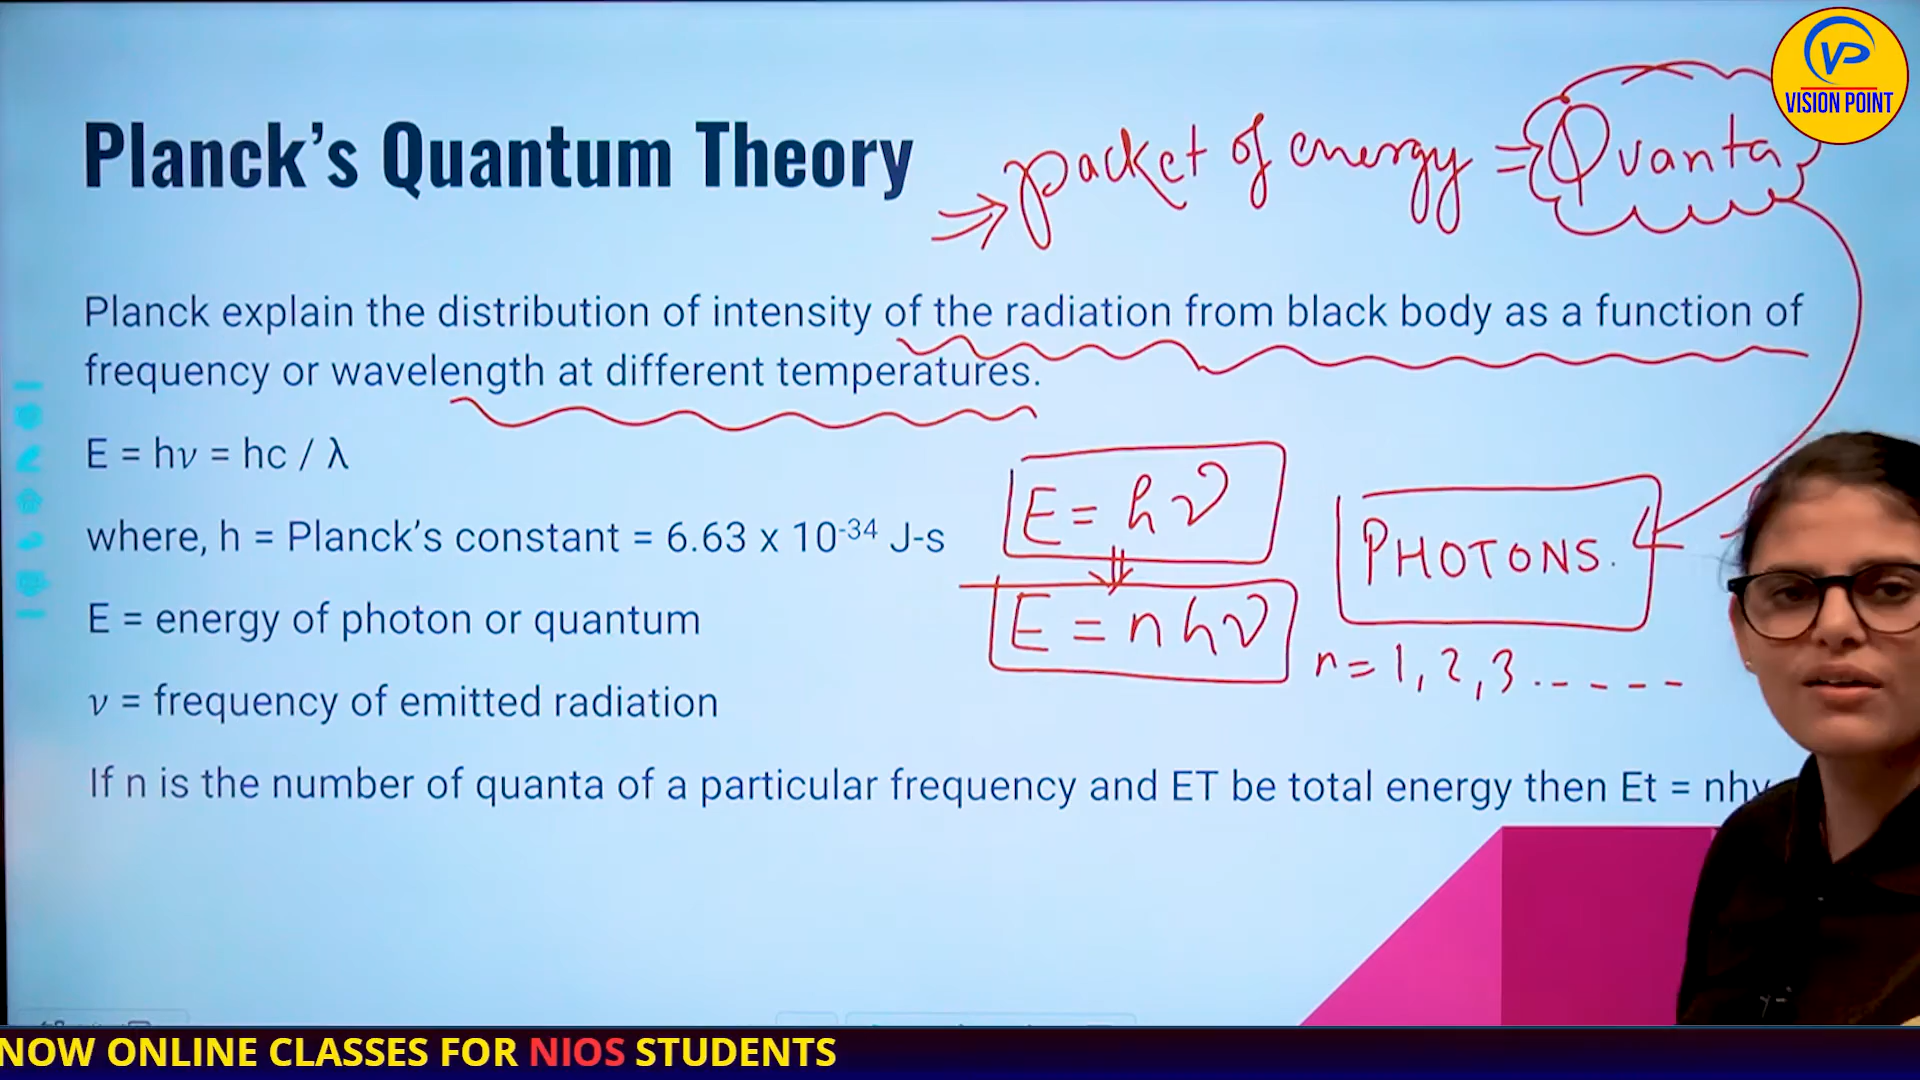 VP
VISION POINT
Planck's Quantum Theory
⇒ packet of energy = Quanta
Planck explain the distribution of intensity of the radiation from black body as a function of
frequency or wavelength at different temperatures.
E = hν = hc / λ
E = hν
where, h = Planck's constant = 6.63 x 10⁻³⁴ J-s
PHOTONS.
E = energy of photon or quantum
E = nhν
n = 1, 2, 3 . - - - -
ν = frequency of emitted radiation
If n is the number of quanta of a particular frequency and ET be total energy then Et = nhν
NOW ONLINE CLASSES FOR NIOS STUDENTS